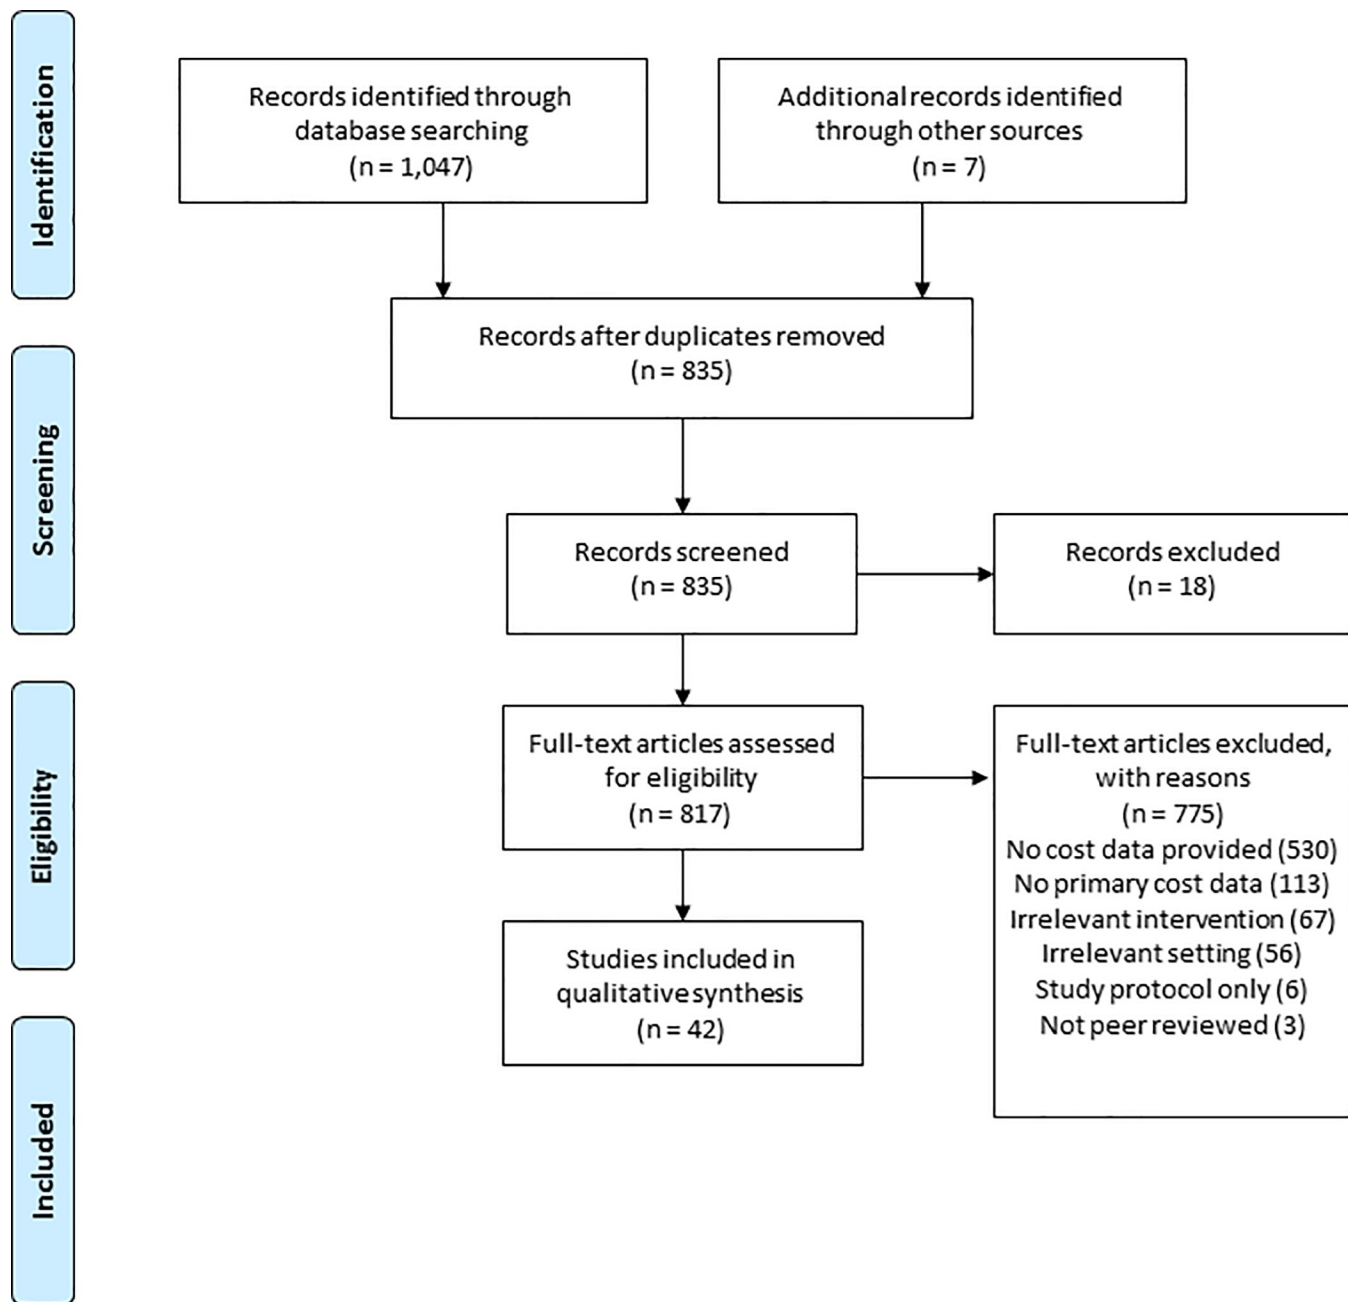 Identification
Records identified through
database searching
(n = 1,047)
Additional records identified
through other sources
(n = 7)
Records after duplicates removed
(n = 835)
Screening
Records screened
(n = 835)
Records excluded
(n = 18)
Eligibility
Full-text articles assessed
for eligibility
(n = 817)
Full-text articles excluded,
with reasons
(n = 775)
No cost data provided (530)
No primary cost data (113)
Irrelevant intervention (67)
Irrelevant setting (56)
Study protocol only (6)
Not peer reviewed (3)
Studies included in
qualitative synthesis
(n = 42)
Included